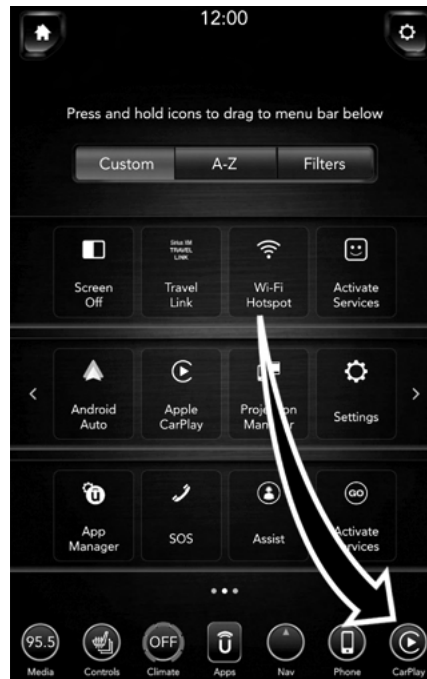 12:00
Press and hold icons to drag to menu bar below
Custom A-Z Filters
Sirius XM
TRAVEL
LINK
Screen Travel Wi-Fi Activate
Off Link Hotspot Services
Android Apple Settings
Auto CarPlay
GO
App SOS Assist Activate
Manager
95.5 OFF
Media Controls Climate Apps Nav Phone CarPlay